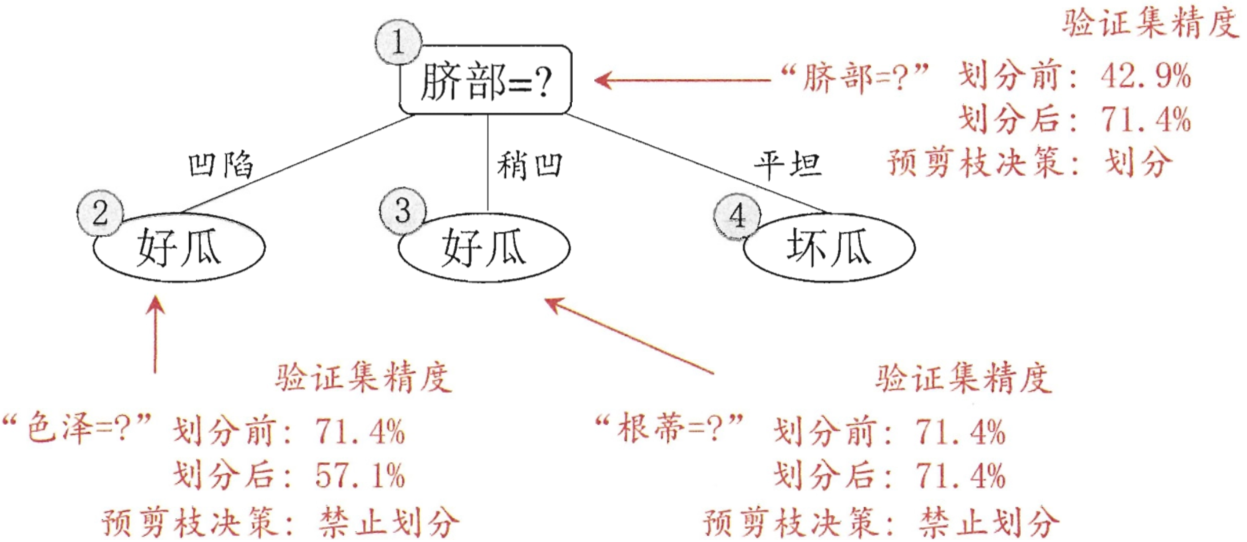 验证集精度
①
脐部=?
“脐部=?” 划分前: 42.9%
划分后: 71.4%
预剪枝决策: 划分
凹陷
稍凹
平坦
②
好瓜
③
好瓜
④
坏瓜
验证集精度
“色泽=?” 划分前: 71.4%
划分后: 57.1%
预剪枝决策: 禁止划分
验证集精度
“根蒂=?” 划分前: 71.4%
划分后: 71.4%
预剪枝决策: 禁止划分